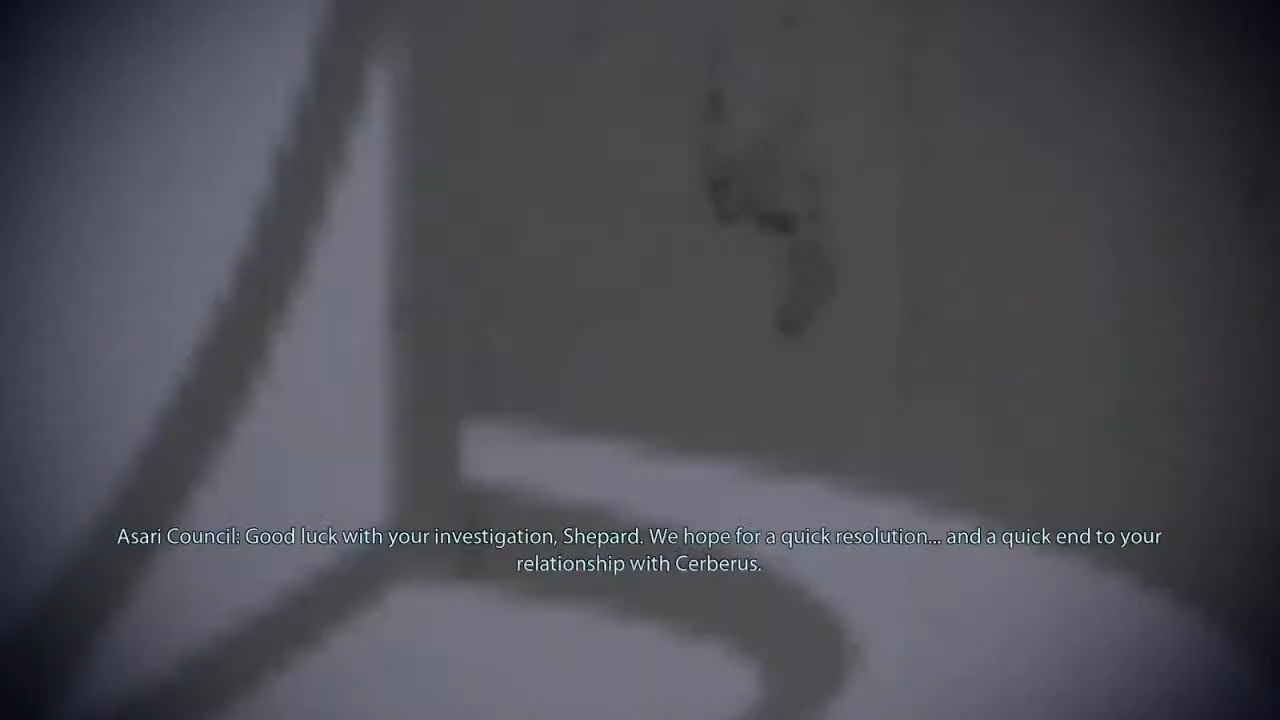 Asari Council: Good luck with your investigation, Shepard. We hope for a quick resolution... and a quick end to your
relationship with Cerberus.